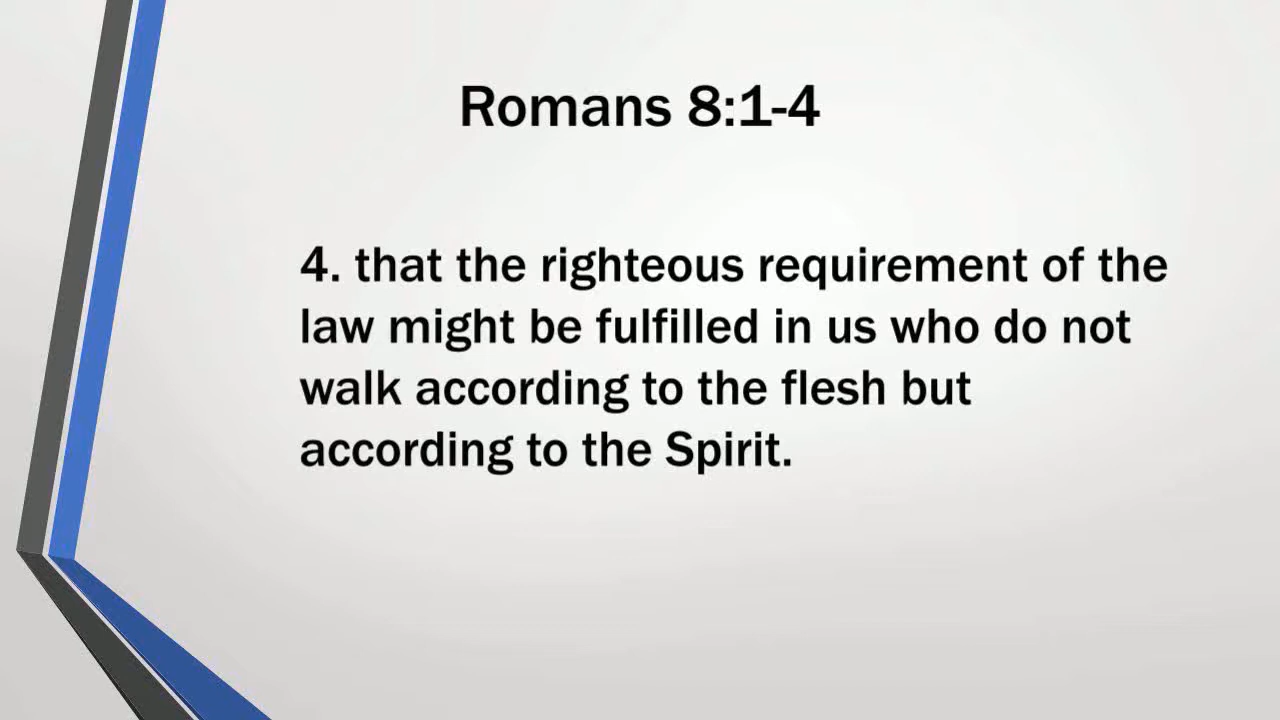 Romans 8:1-4
4. that the righteous requirement of the
law might be fulfilled in us who do not
walk according to the flesh but
according to the Spirit.